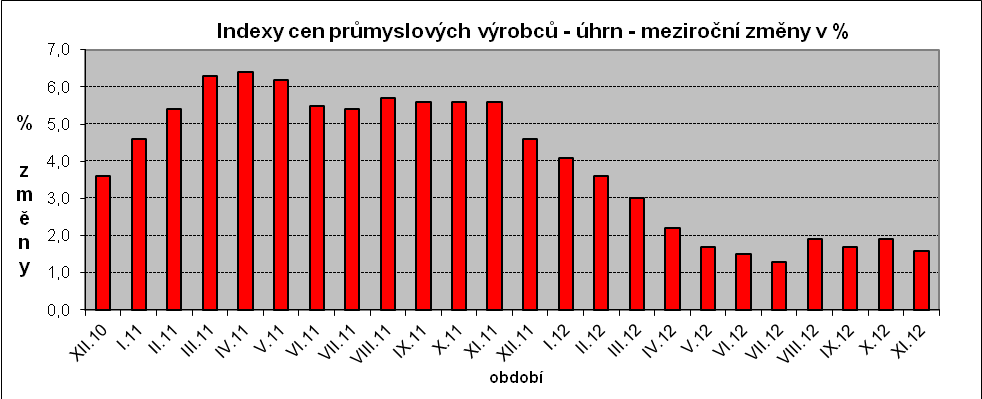 Indexy cen průmyslových výrobců - úhrn - meziroční změny v %
7,0
6,0
5,0
4,0
3,0
2,0
1,0
0,0
% změny
XII.10 I.11 II.11 III.11 IV.11 V.11 VI.11 VII.11 VIII.11 IX.11 X.11 XI.11 XII.11 I.12 II.12 III.12 IV.12 V.12 VI.12 VII.12 VIII.12 IX.12 X.12 XI.12
období